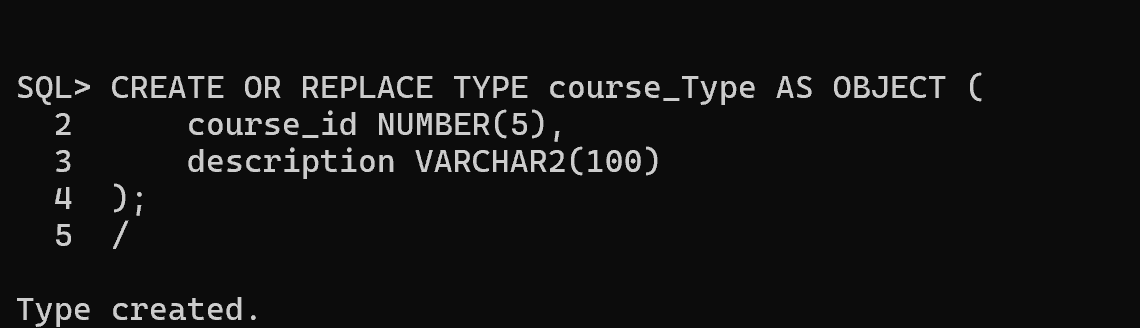 SQL> CREATE OR REPLACE TYPE course_Type AS OBJECT (
  2      course_id NUMBER(5),
  3      description VARCHAR2(100)
  4  );
  5  /
Type created.